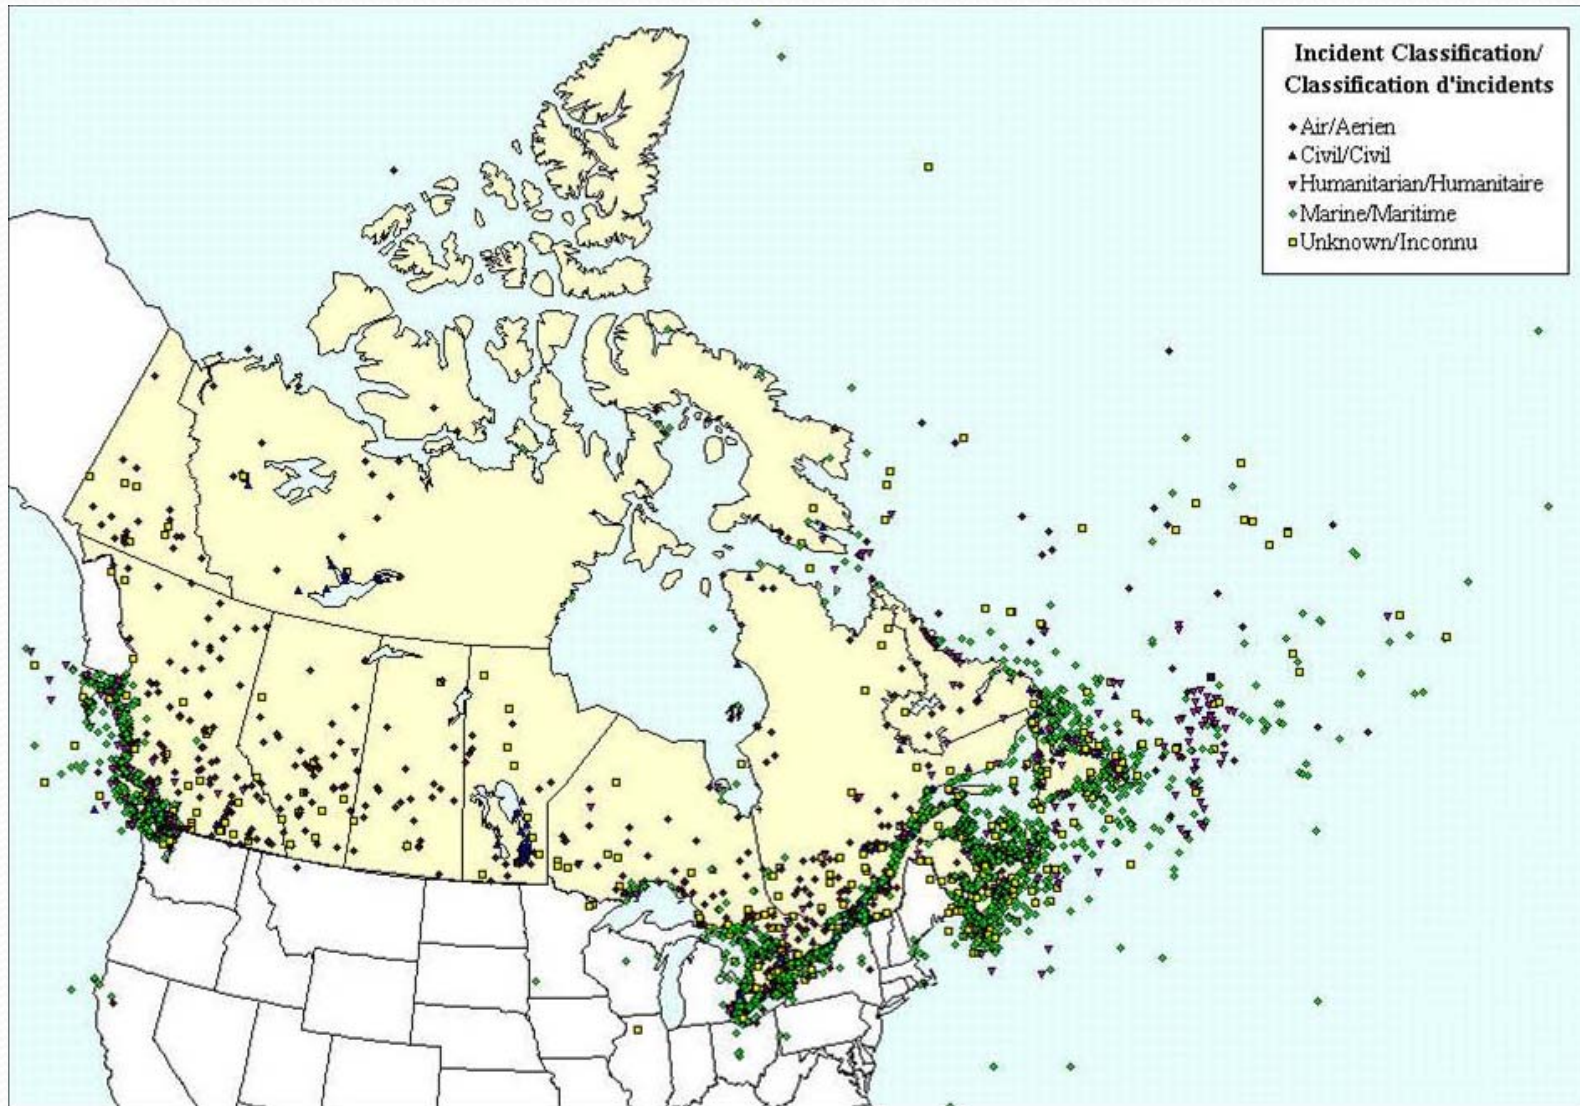 Incident Classification/
Classification d'incidents
Air/Aerien
Civil/Civil
Humanitarian/Humanitaire
Marine/Maritime
Unknown/Inconnu